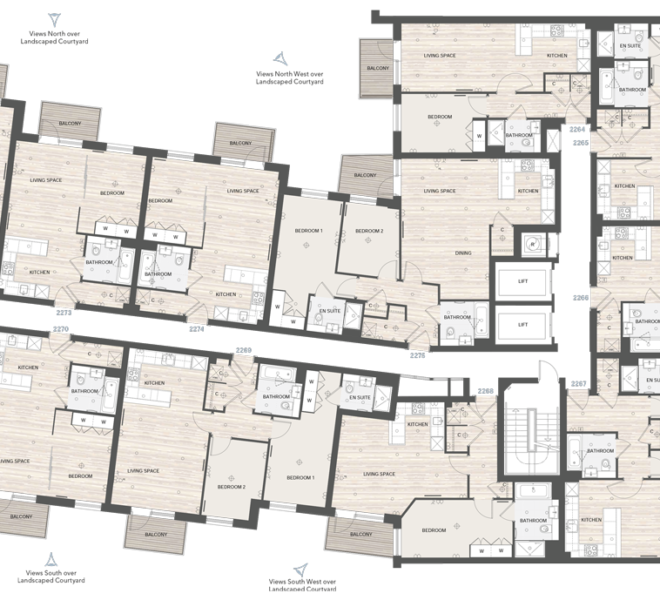 Views North over
Landscaped Courtyard
Views North West over
Landscaped Courtyard
BALCONY
LIVING SPACE
KITCHEN
EN SUITE
BATHROOM
BEDROOM
W
BATHROOM
C
C
2264
2265
BALCONY
BALCONY
BALCONY
LIVING SPACE
BEDROOM
BEDROOM
LIVING SPACE
LIVING SPACE
KITCHEN
KITCHEN
W
W
W
W
BEDROOM 1
BEDROOM 2
DINING
C
R
KITCHEN
BATHROOM
BATHROOM
KITCHEN
KITCHEN
C
C
W
W
EN SUITE
C
C
BATHROOM
LIFT
LIFT
2266
C
BATHROOM
2273
2274
2275
2270
2269
2268
2267
KITCHEN
C
BATHROOM
W
W
KITCHEN
C
C
BATHROOM
W
W
EN SUITE
KITCHEN
C
C
BATHROOM
LIVING SPACE
BEDROOM
LIVING SPACE
BEDROOM 2
BEDROOM 1
LIVING SPACE
BEDROOM
W
W
BATHROOM
KITCHEN
BALCONY
BALCONY
BALCONY
Views South over
Landscaped Courtyard
Views South West over
Landscaped Courtyard